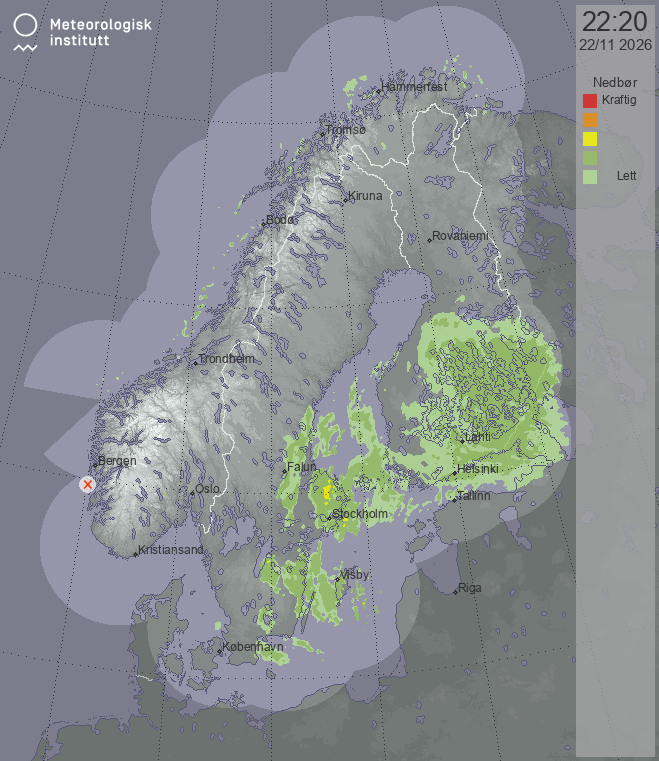 Meteorologisk
institutt
22:20
22/11 2026
Nedbør
Kraftig
Lett
Hammerfest
Tromsø
Kiruna
Bodø
Rovaniemi
Trondheim
Lahti
Bergen
Falun
Helsinki
Oslo
Tallinn
Stockholm
Kristiansand
Visby
Riga
København